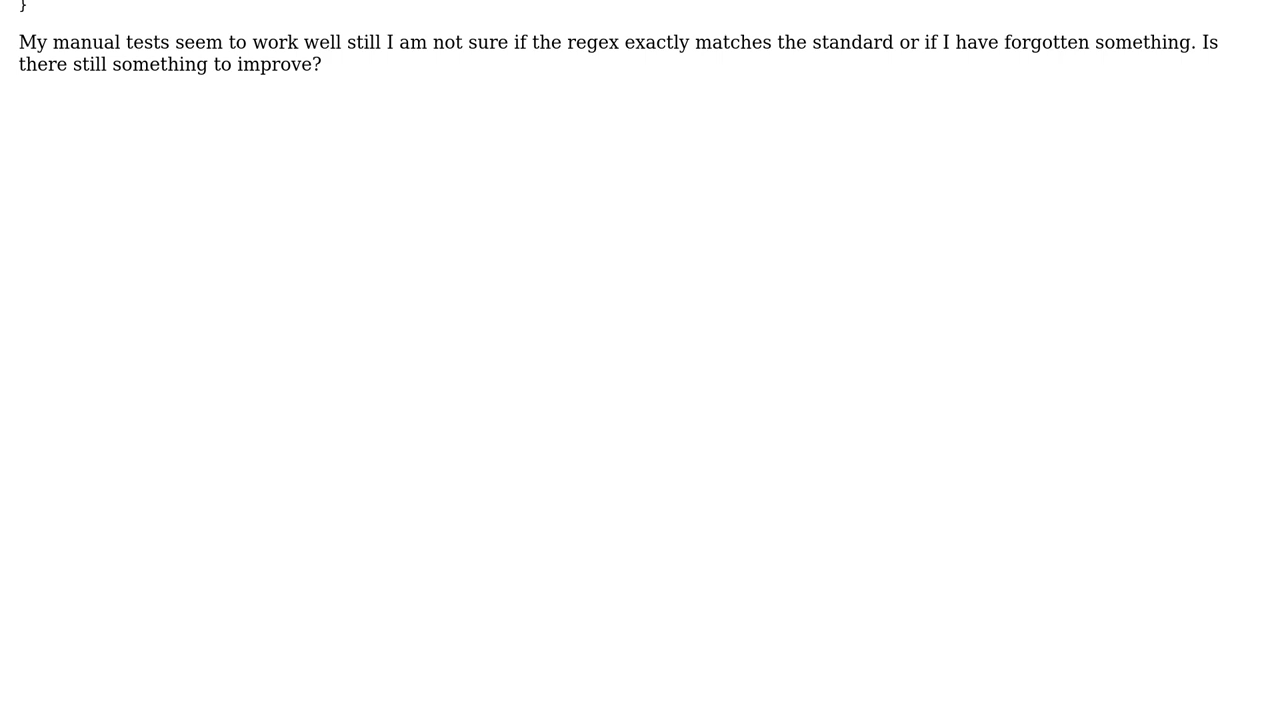 }
My manual tests seem to work well still I am not sure if the regex exactly matches the standard or if I have forgotten something. Is
there still something to improve?